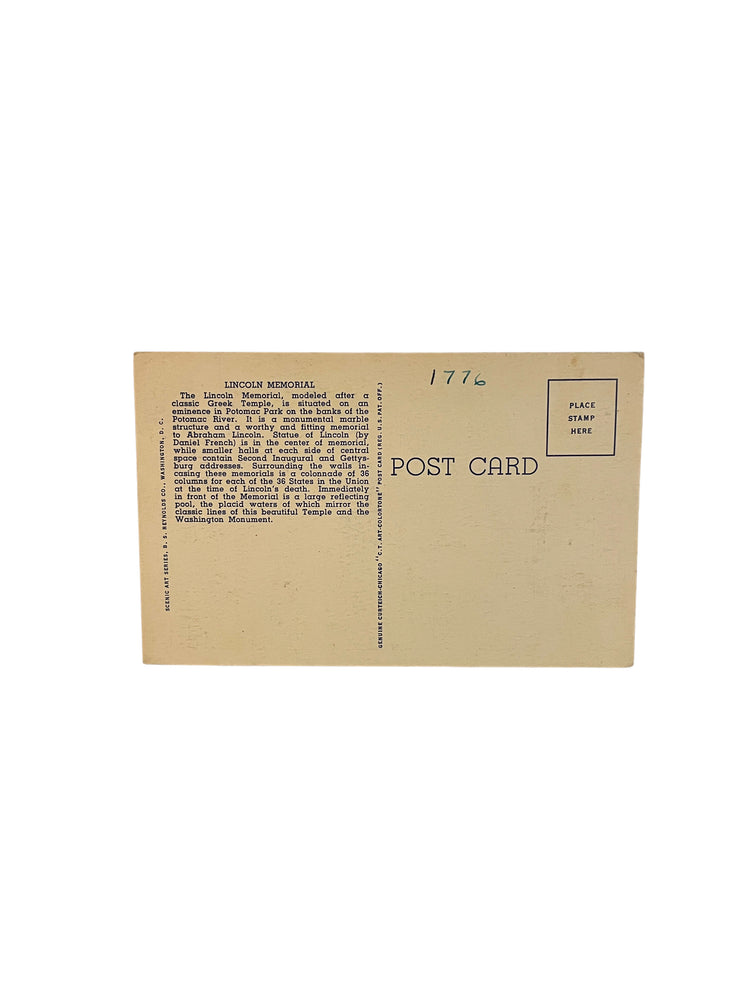 LINCOLN MEMORIAL
The Lincoln Memorial, modeled after a
classic Greek Temple, is situated on an
eminence in Potomac Park on the banks of the
Potomac River. It is a monumental marble
structure and a worthy and fitting memorial
to Abraham Lincoln. Statue of Lincoln (by
Daniel French) is in the center of memorial,
while smaller halls at each side of central
space contain Second Inaugural and Gettys-
burg addresses. Surrounding the walls in-
casing these memorials is a colonnade of 36
columns for each of the 36 States in the Union
at the time of Lincoln's death. Immediately
in front of the Memorial is a large reflecting
pool, the placid waters of which mirror the
classic lines of this beautiful Temple and the
Washington Monument.
SCENIC ART SERIES, B. S. REYNOLDS CO., WASHINGTON, D. C.
GENUINE CURTEICH-CHICAGO "C.T. ART-COLORTONE" POST CARD (REG. U.S. PAT. OFF.)
1776
POST CARD
PLACE
STAMP
HERE